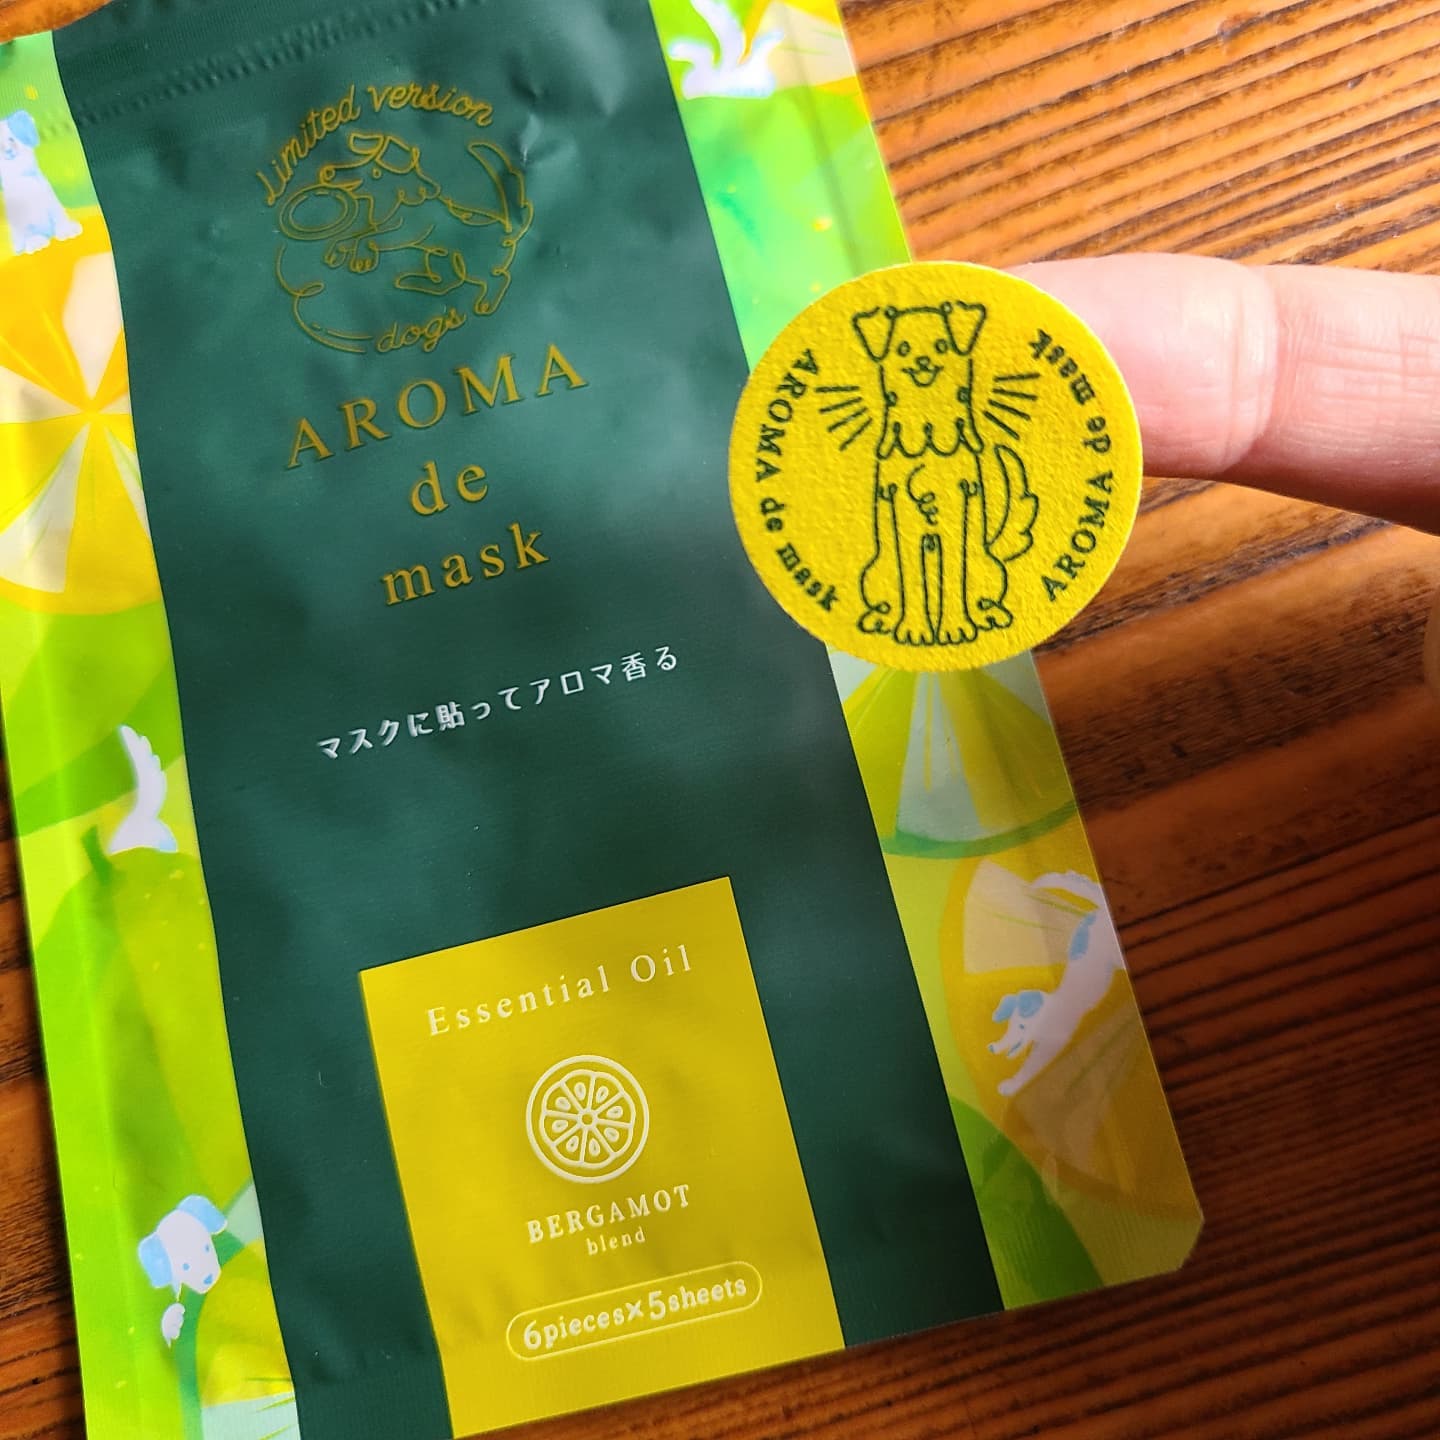 Limited version
dogs
AROMA
de
mask
マスクに貼ってアロマ香る
Essential Oil
BERGAMOT
blend
6pieces×5sheets
AROMA de mask
AROMA de mask